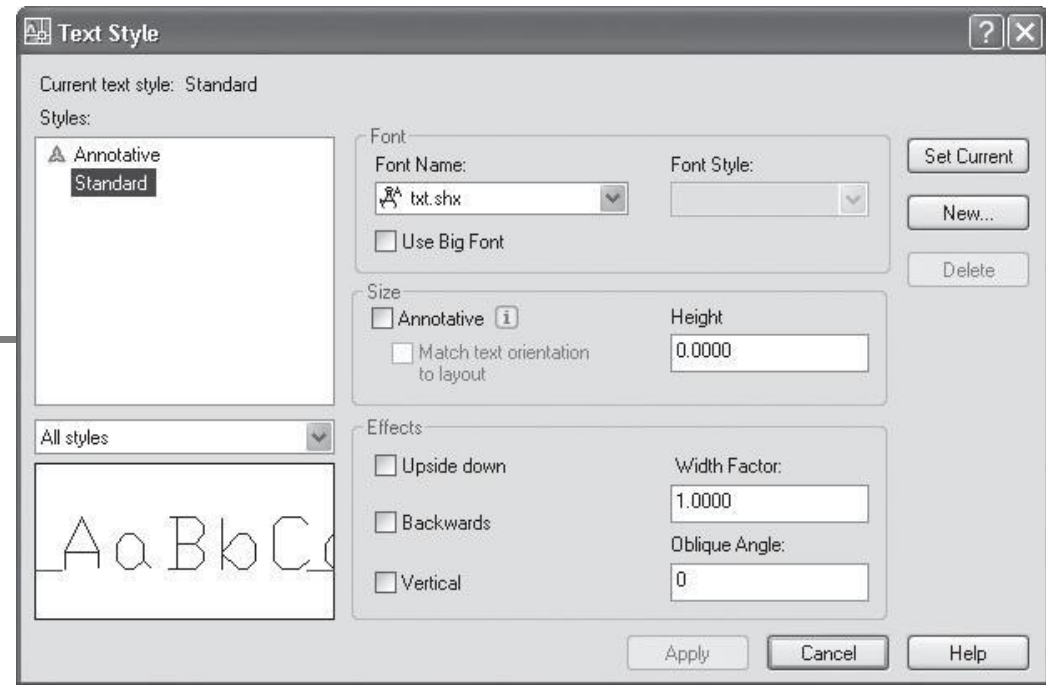 Text Style
Current text style: Standard
Styles:
Annotative
Standard
All styles
AaBbC
Font
Font Name:
txt.shx
Use Big Font
Font Style:
Size
Annotative
Match text orientation
to layout
Height
0.0000
Effects
Upside down
Backwards
Vertical
Width Factor:
1.0000
Oblique Angle:
0
Set Current
New...
Delete
Apply
Cancel
Help